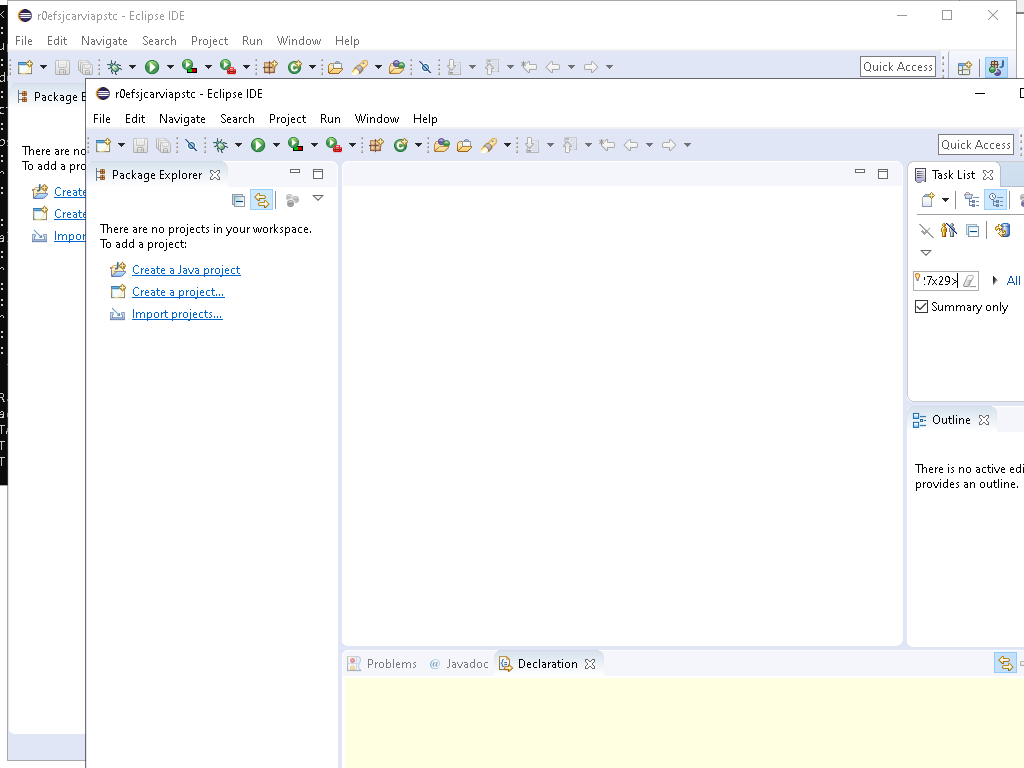 r0efsjcarviapstc - Eclipse IDE
File Edit Navigate Search Project Run Window Help
Quick Access
Package E
There are no
To add a pro
Create
Create
Impor
r0efsjcarviapstc - Eclipse IDE
File Edit Navigate Search Project Run Window Help
Quick Access
Package Explorer
There are no projects in your workspace.
To add a project:
Create a Java project
Create a project...
Import projects...
Task List
All
Summary only
Outline
There is no active edi
provides an outline.
Problems @ Javadoc Declaration